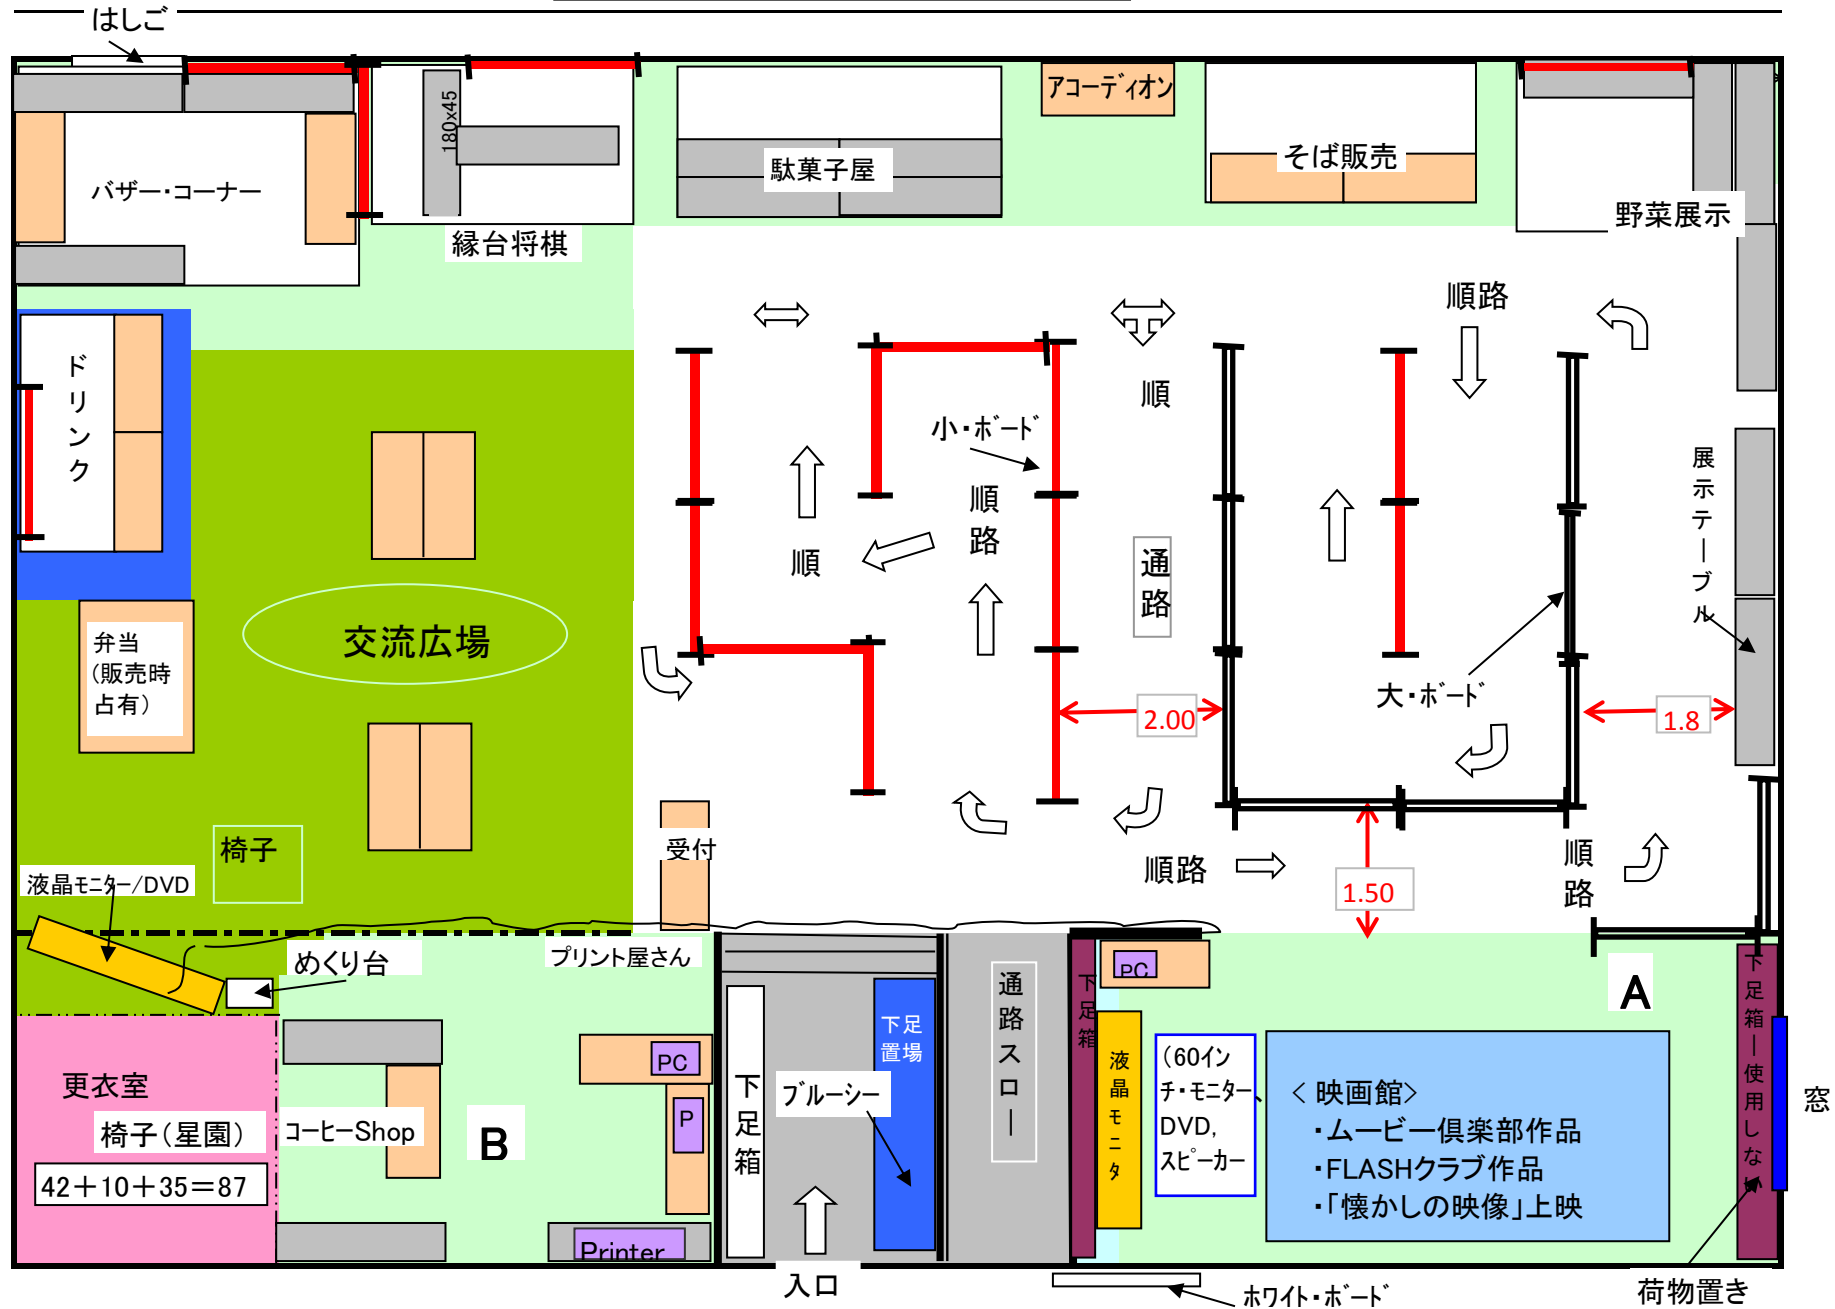 はしご
アコーディオン
180x45
駄菓子屋
そば販売
バザー・コーナー
野菜展示
縁台将棋
順路
ドリンク
順
小・ボード
順路
展示テーブル
順
通路
弁当
(販売時
占有)
交流広場
大・ボード
2.00
1.8
椅子
受付
順路
順路
1.50
液晶モニター/DVD
めくり台
プリント屋さん
PC
A
下足箱
下足箱ー使用しない
通路スロー
下足
置場
液晶モニタ
(60イン
チ・モニター、
DVD,
スピーカー
<映画館>
・ムービー倶楽部作品
・FLASHクラブ作品
・「懐かしの映像」上映
窓
更衣室
椅子(星園)
42+10+35=87
コーヒーShop
B
PC
P
下足箱
ブルーシー
Printer
入口
ホワイト・ボード
荷物置き